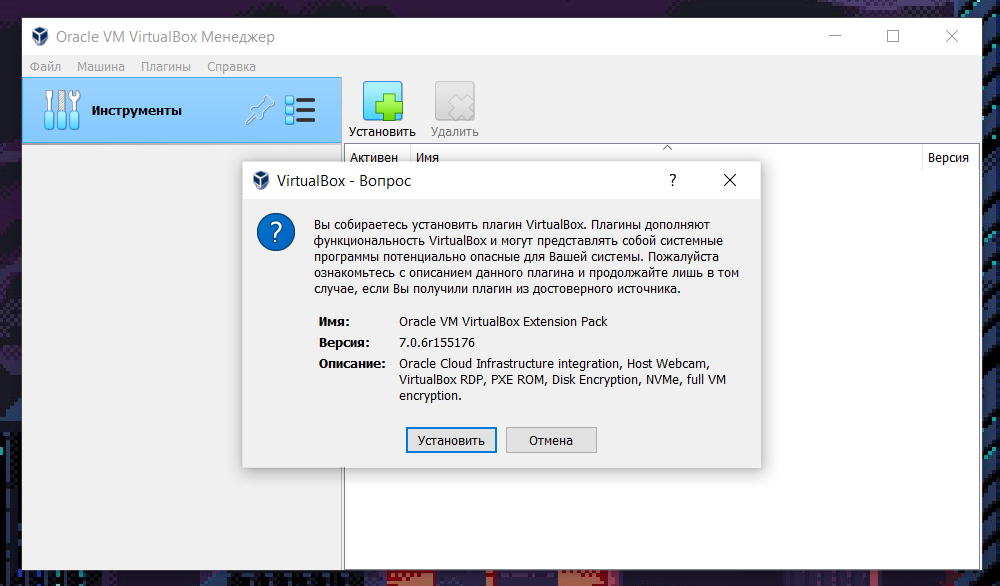 Oracle VM VirtualBox Менеджер
Файл Машина Плагины Справка
Инструменты
Установить Удалить
Активен Имя Версия
VirtualBox - Вопрос
?
?
Вы собираетесь установить плагин VirtualBox. Плагины дополняют
функциональность VirtualBox и могут представлять собой системные
программы потенциально опасные для Вашей системы. Пожалуйста
ознакомьтесь с описанием данного плагина и продолжайте лишь в том
случае, если Вы получили плагин из достоверного источника.
Имя: Oracle VM VirtualBox Extension Pack
Версия: 7.0.6r155176
Описание: Oracle Cloud Infrastructure integration, Host Webcam,
VirtualBox RDP, PXE ROM, Disk Encryption, NVMe, full VM
encryption.
Установить Отмена